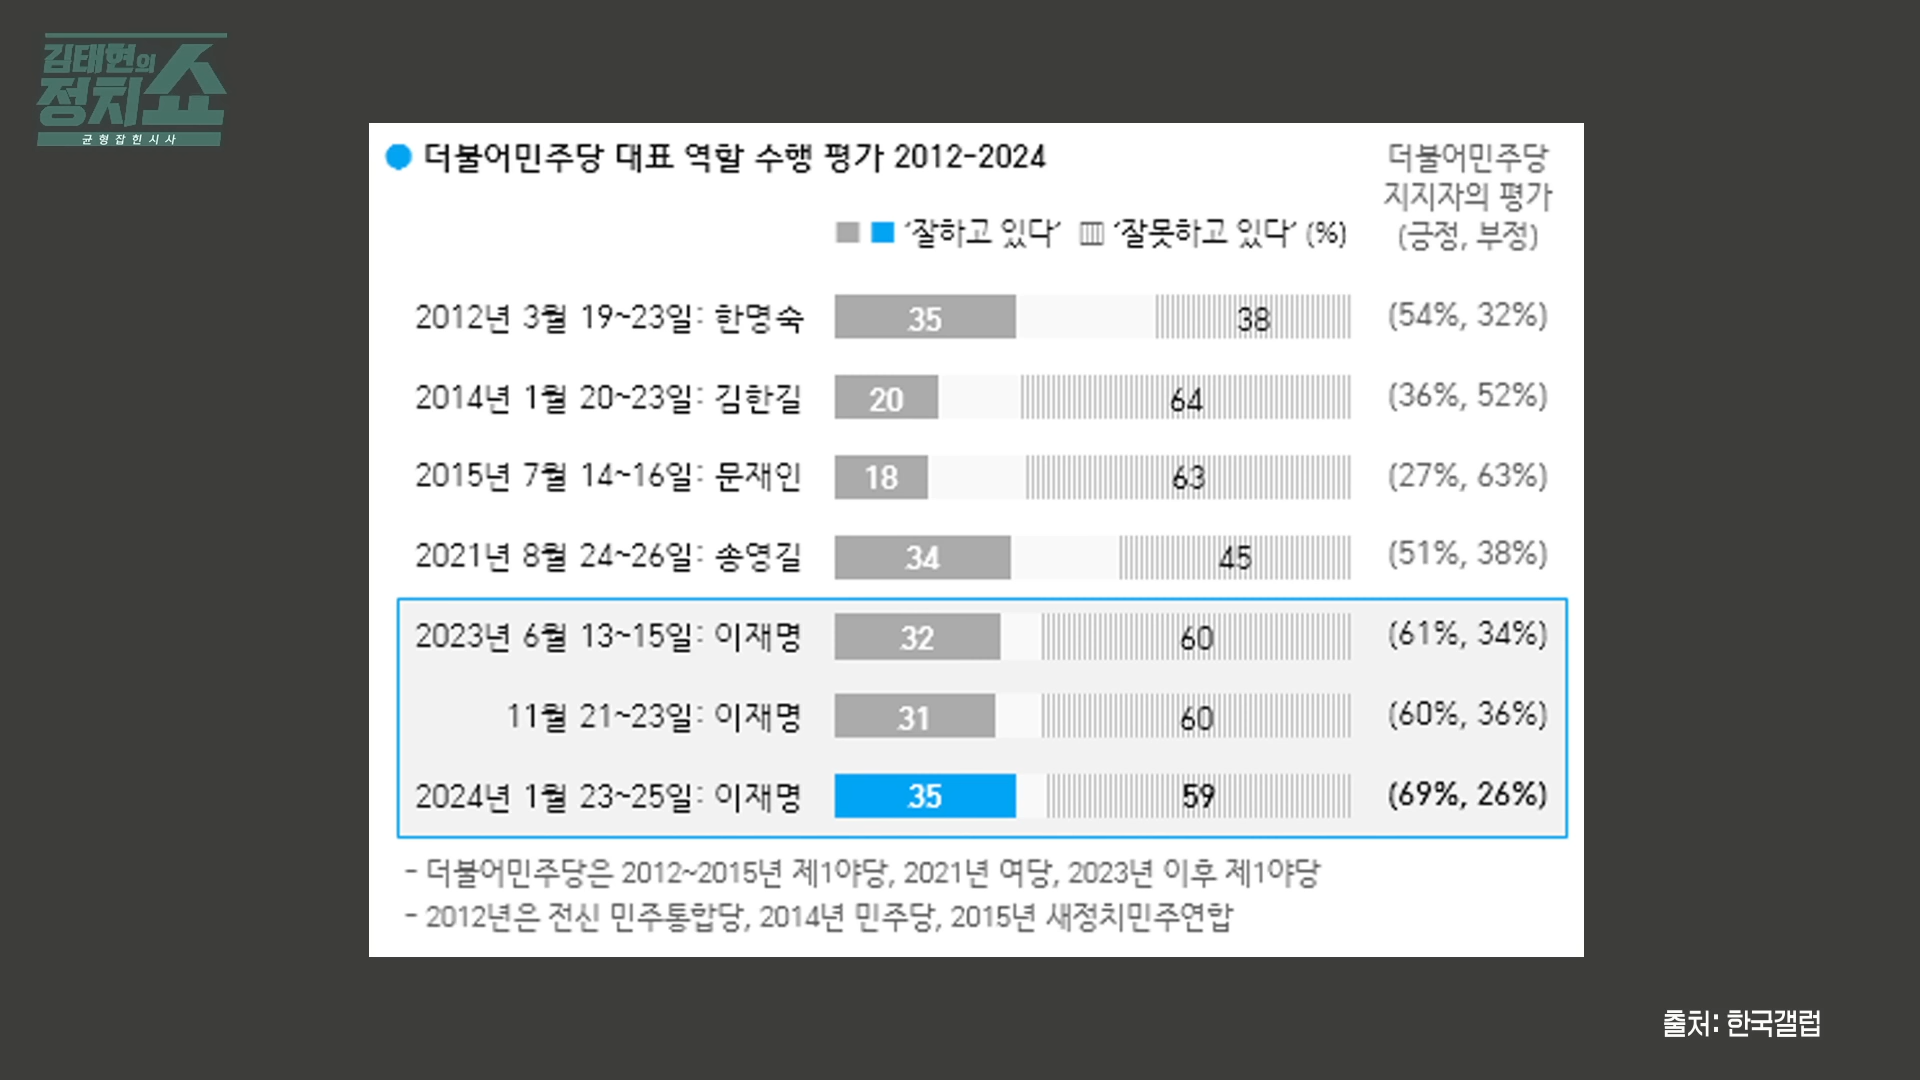 김태현의
정치쇼
균형잡힌시사
더불어민주당 대표 역할 수행 평가 2012-2024
더불어민주당
지지자의 평가
(긍정, 부정)
‘잘하고 있다’ ‘잘못하고 있다’ (%)
2012년 3월 19~23일: 한명숙 35 38 (54%, 32%)
2014년 1월 20~23일: 김한길 20 64 (36%, 52%)
2015년 7월 14~16일: 문재인 18 63 (27%, 63%)
2021년 8월 24~26일: 송영길 34 45 (51%, 38%)
2023년 6월 13~15일: 이재명 32 60 (61%, 34%)
11월 21~23일: 이재명 31 60 (60%, 36%)
2024년 1월 23~25일: 이재명 35 59 (69%, 26%)
- 더불어민주당은 2012~2015년 제1야당, 2021년 여당, 2023년 이후 제1야당
- 2012년은 전신 민주통합당, 2014년 민주당, 2015년 새정치민주연합
출처: 한국갤럽